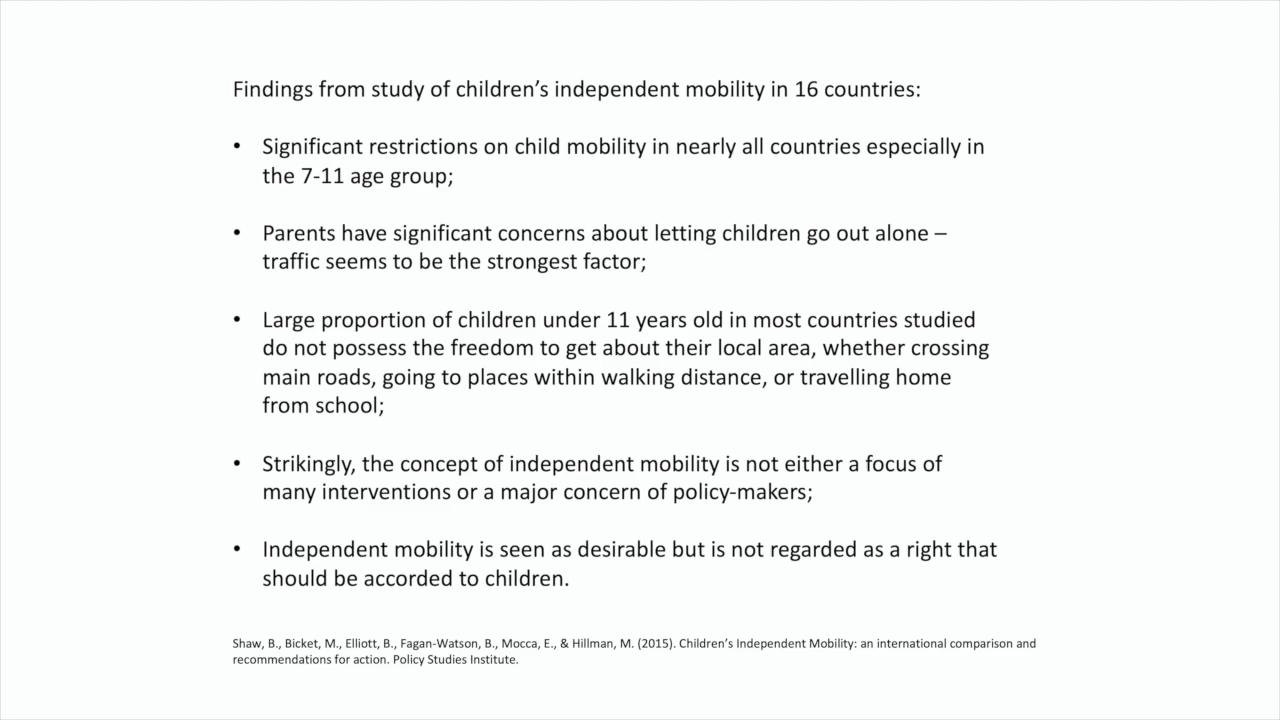 Findings from study of children’s independent mobility in 16 countries:
• Significant restrictions on child mobility in nearly all countries especially in
the 7-11 age group;
• Parents have significant concerns about letting children go out alone –
traffic seems to be the strongest factor;
• Large proportion of children under 11 years old in most countries studied
do not possess the freedom to get about their local area, whether crossing
main roads, going to places within walking distance, or travelling home
from school;
• Strikingly, the concept of independent mobility is not either a focus of
many interventions or a major concern of policy-makers;
• Independent mobility is seen as desirable but is not regarded as a right that
should be accorded to children.
Shaw, B., Bicket, M., Elliott, B., Fagan-Watson, B., Mocca, E., & Hillman, M. (2015). Children’s Independent Mobility: an international comparison and
recommendations for action. Policy Studies Institute.